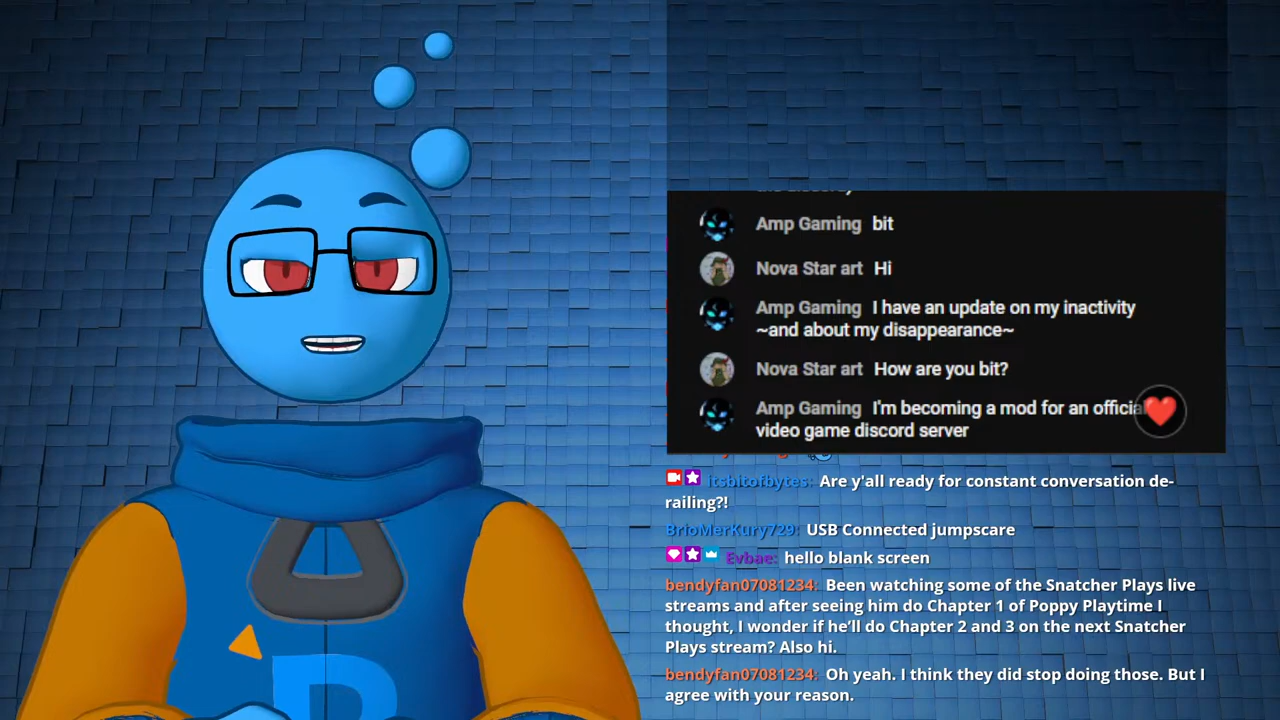 Amp Gaming bit
Nova Star art Hi
Amp Gaming I have an update on my inactivity
~and about my disappearance~
Nova Star art How are you bit?
Amp Gaming I'm becoming a mod for an officia
video game discord server
itsbitofbytes: Are y'all ready for constant conversation de-
railing?!
BrioMerKury729: USB Connected jumpscare
Evbae: hello blank screen
bendyfan07081234: Been watching some of the Snatcher Plays live
streams and after seeing him do Chapter 1 of Poppy Playtime I
thought, I wonder if he'll do Chapter 2 and 3 on the next Snatcher
Plays stream? Also hi.
bendyfan07081234: Oh yeah. I think they did stop doing those. But I
agree with your reason.